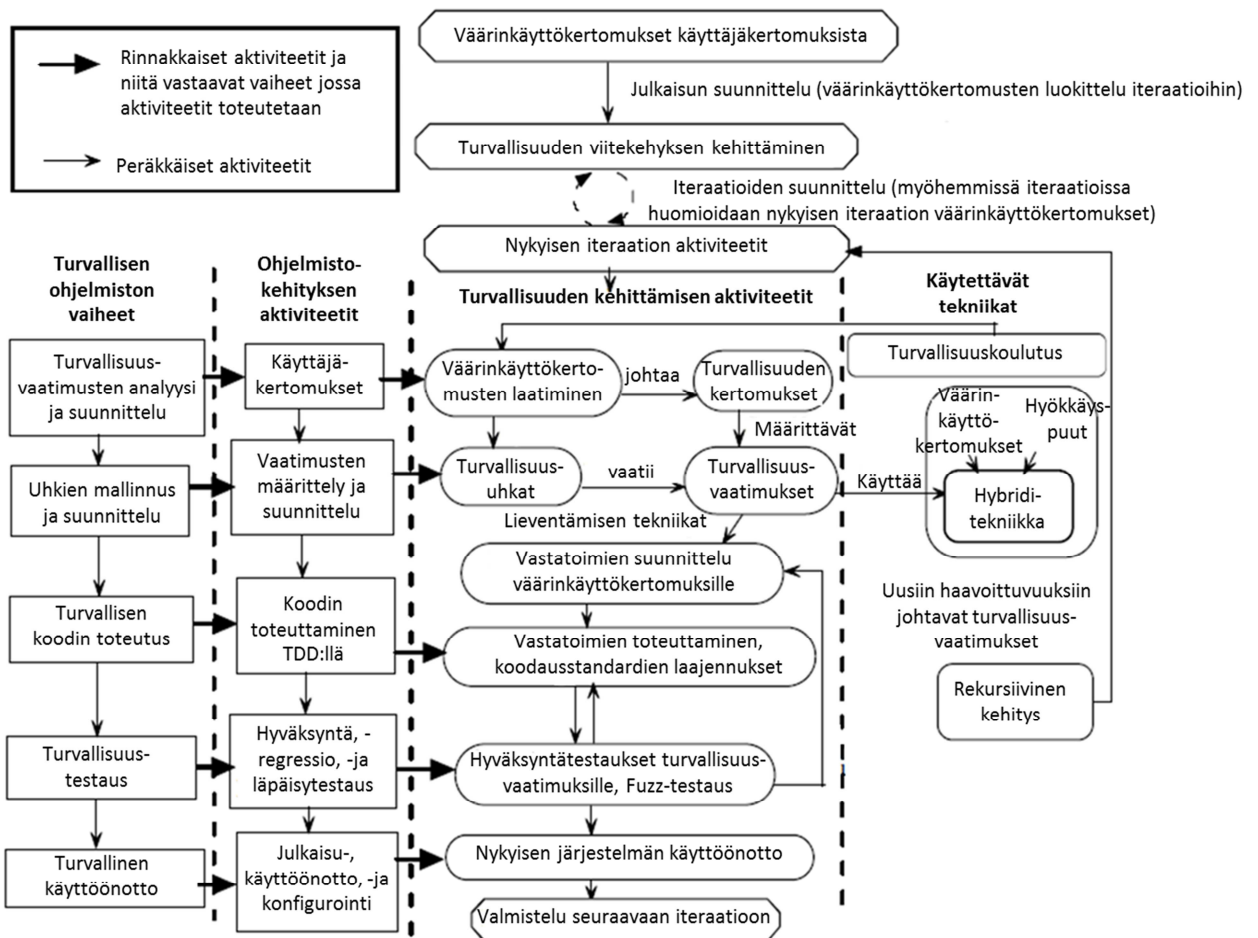 Rinnakkaiset aktiviteetit ja
niitä vastaavat vaiheet jossa
aktiviteetit toteutetaan
Peräkkäiset aktiviteetit
Väärinkäyttökertomukset käyttäjäkertomuksista
Julkaisun suunnittelu (väärinkäyttökertomusten luokittelu iteraatioihin)
Turvallisuuden viitekehyksen kehittäminen
Iteraatioiden suunnittelu (myöhemmissä iteraatioissa
huomioidaan nykyisen iteraation väärinkäyttökertomukset)
Nykyisen iteraation aktiviteetit
Turvallisen
ohjelmiston
vaiheet
Ohjelmisto-
kehityksen
aktiviteetit
Turvallisuuden kehittämisen aktiviteetit
Käytettävät
tekniikat
Turvallisuus-
vaatimusten analyysi
ja suunnittelu
Käyttäjä-
kertomukset
Väärinkäyttökerto-
musten laatiminen
johtaa
Turvallisuuden
kertomukset
Turvallisuuskoulutus
Määrittävät
Väärin-
käyttö-
kertomukset
Hyökkäys-
puut
Uhkien mallinnus
ja suunnittelu
Vaatimusten
määrittely ja
suunnittelu
Turvallisuus-
uhkat
vaatii
Turvallisuus-
vaatimukset
Käyttää
Hybridi-
tekniikka
Lieventämisen tekniikat
Vastatoimien suunnittelu
väärinkäyttökertomuksille
Uusiin haavoittuvuuksiin
johtavat turvallisuus-
vaatimukset
Turvallisen
koodin toteutus
Koodin
toteuttaminen
TDD:llä
Vastatoimien toteuttaminen,
koodausstandardien laajennukset
Rekursiivinen
kehitys
Turvallisuus-
testaus
Hyväksyntä, -
regressio, -ja
läpäisytestaus
Hyväksyntätestaukset turvallisuus-
vaatimuksille, Fuzz-testaus
Turvallinen
käyttöönotto
Julkaisu-,
käyttöönotto, -ja
konfigurointi
Nykyisen järjestelmän käyttöönotto
Valmistelu seuraavaan iteraatioon